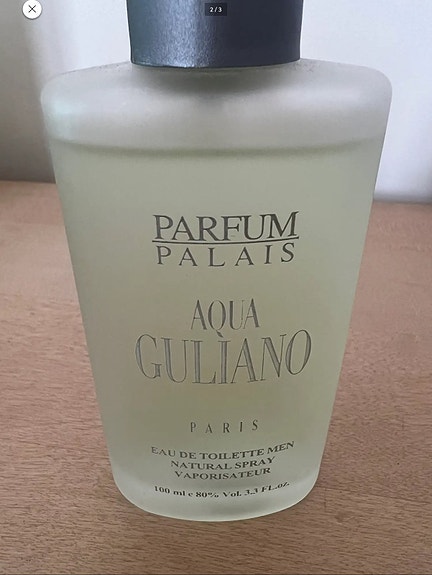 2 / 3
PARFUM
PALAIS
AQUA
GULIANO
PARIS
EAU DE TOILETTE MEN
NATURAL SPRAY
VAPORISATEUR
100 ml e 80% Vol. 3.3 FL.oz.